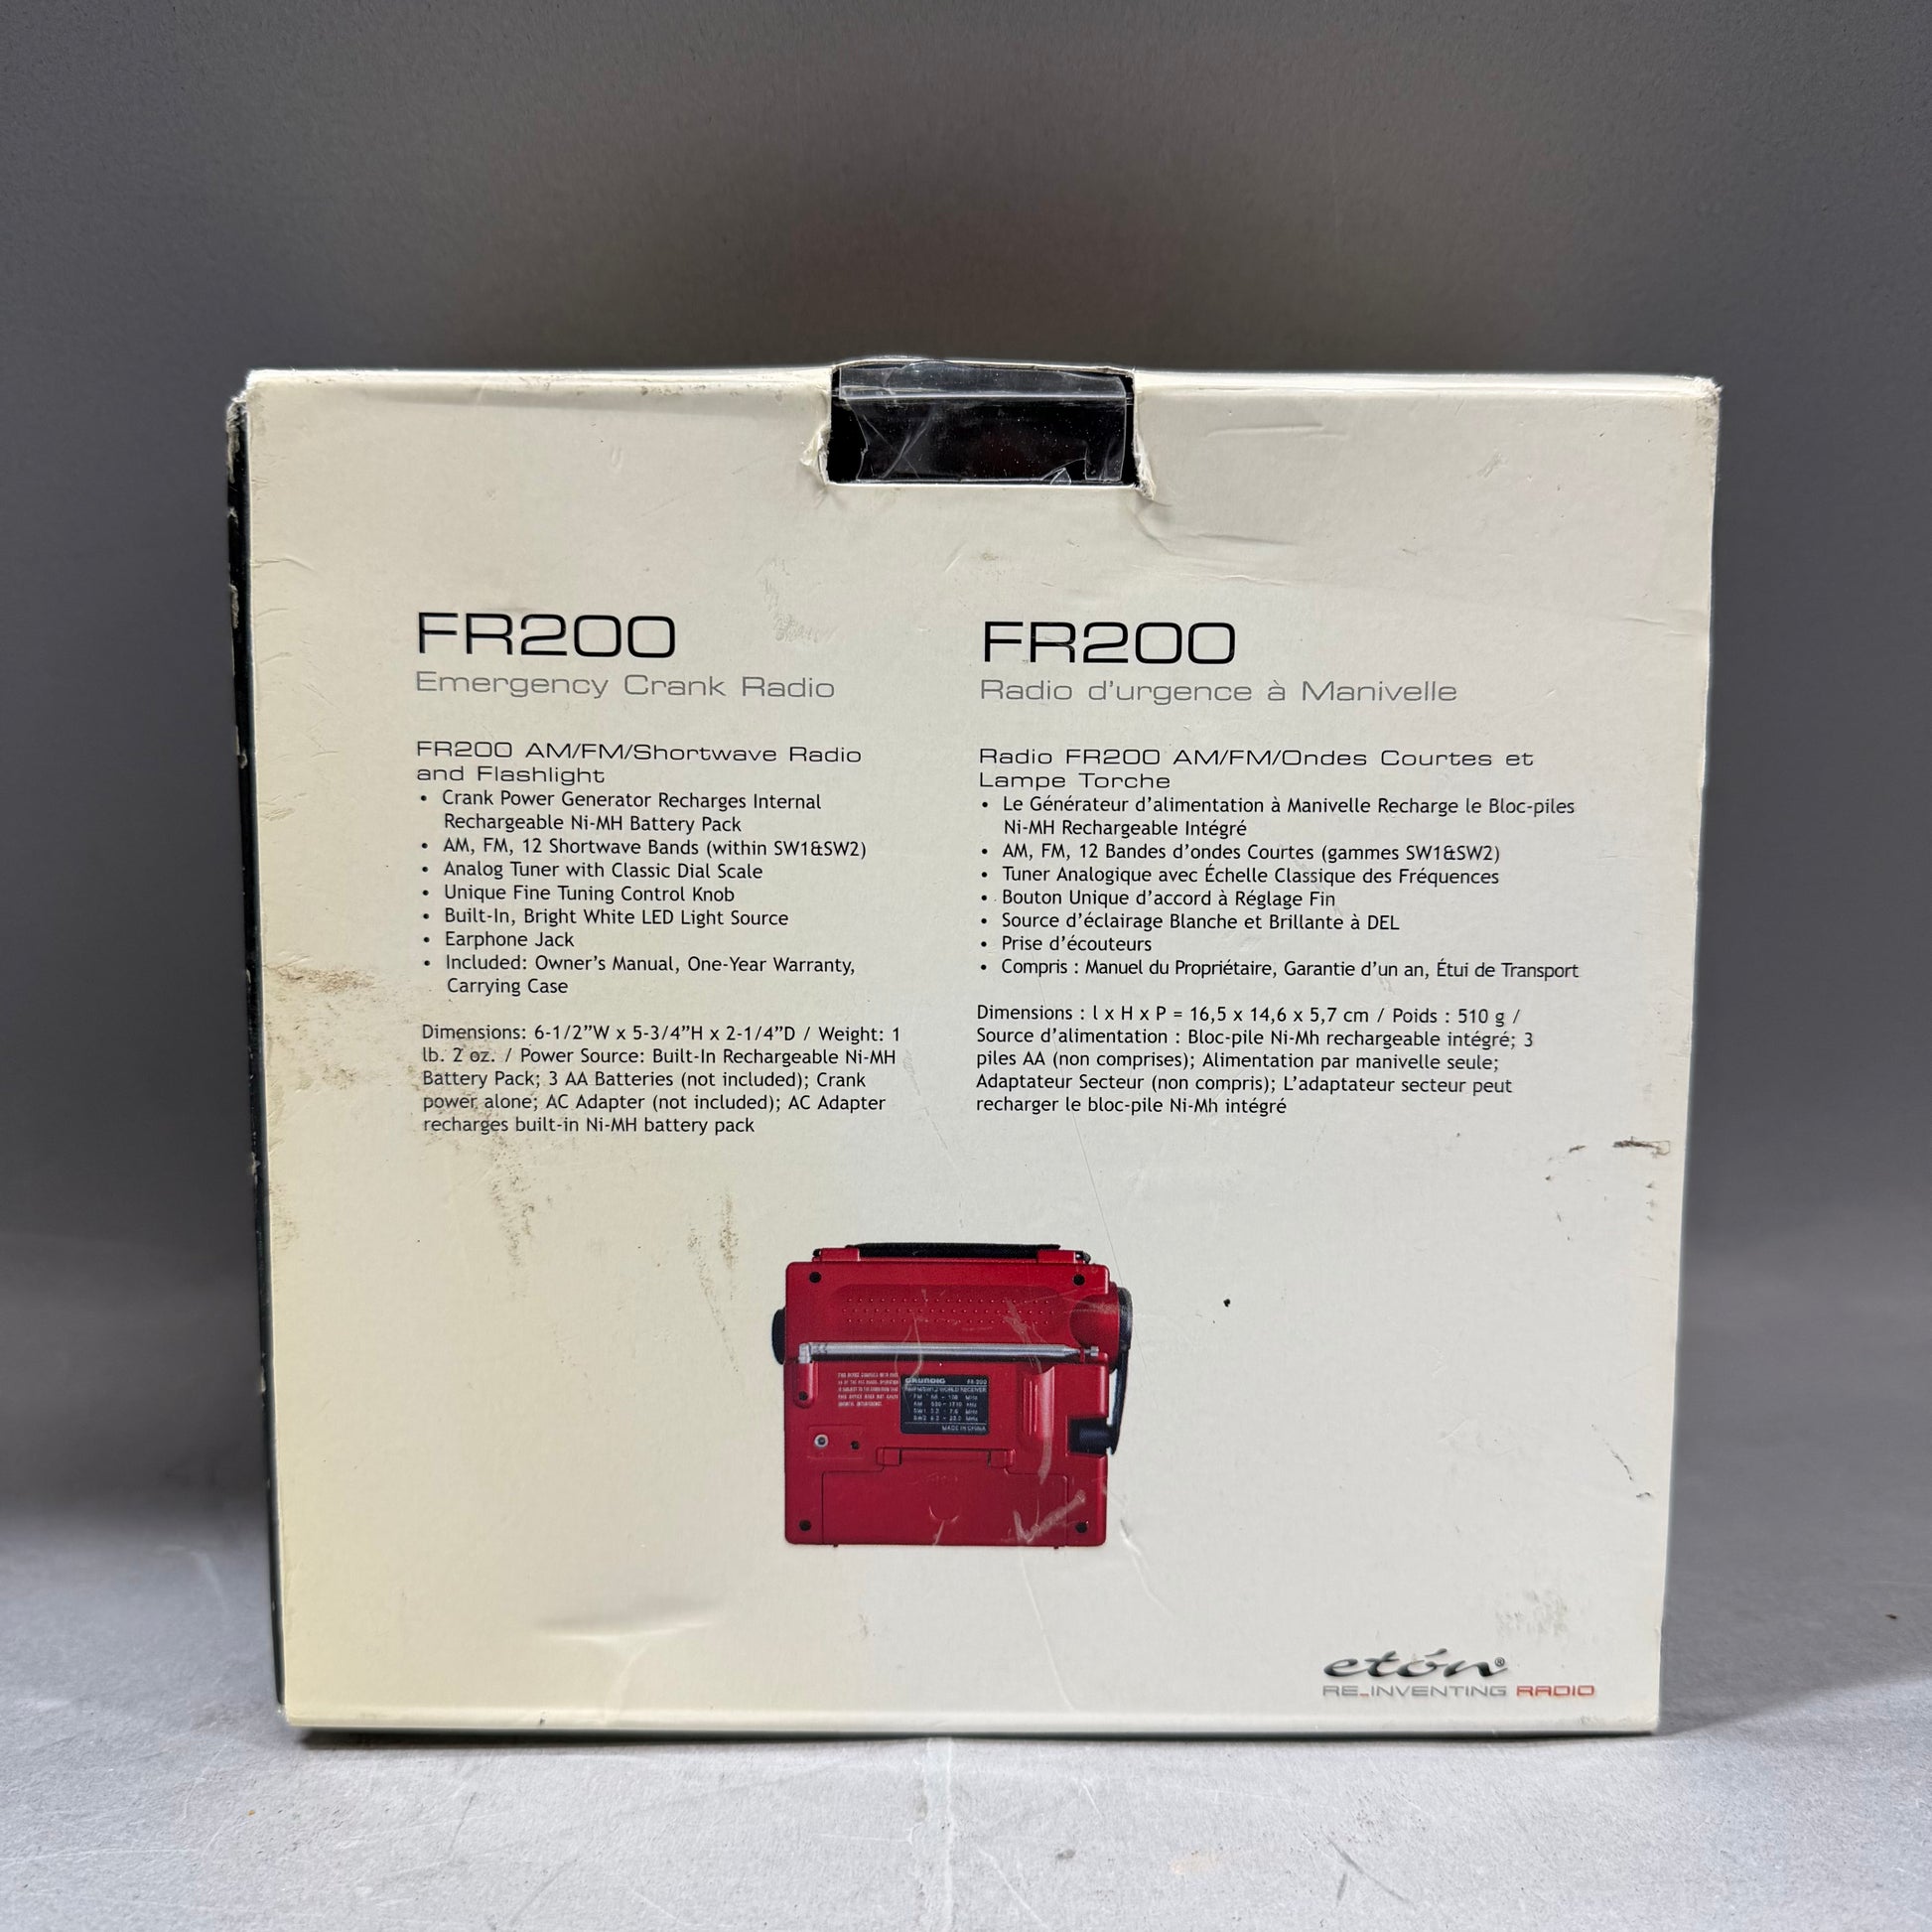 FR200
Emergency Crank Radio
FR200 AM/FM/Shortwave Radio
and Flashlight
• Crank Power Generator Recharges Internal
Rechargeable Ni-MH Battery Pack
• AM, FM, 12 Shortwave Bands (within SW1&SW2)
• Analog Tuner with Classic Dial Scale
• Unique Fine Tuning Control Knob
• Built-In, Bright White LED Light Source
• Earphone Jack
• Included: Owner's Manual, One-Year Warranty,
Carrying Case
Dimensions: 6-1/2”W x 5-3/4”H x 2-1/4”D / Weight: 1
lb. 2 oz. / Power Source: Built-In Rechargeable Ni-MH
Battery Pack; 3 AA Batteries (not included); Crank
power alone; AC Adapter (not included); AC Adapter
recharges built-in Ni-MH battery pack
FR200
Radio d'urgence à Manivelle
Radio FR200 AM/FM/Ondes Courtes et
Lampe Torche
• Le Générateur d'alimentation à Manivelle Recharge le Bloc-piles
Ni-MH Rechargeable Intégré
• AM, FM, 12 Bandes d'ondes Courtes (gammes SW1&SW2)
• Tuner Analogique avec Échelle Classique des Fréquences
• Bouton Unique d'accord à Réglage Fin
• Source d'éclairage Blanche et Brillante à DEL
• Prise d'écouteurs
• Compris : Manuel du Propriétaire, Garantie d'un an, Étui de Transport
Dimensions : l x H x P = 16,5 x 14,6 x 5,7 cm / Poids : 510 g /
Source d'alimentation : Bloc-pile Ni-Mh rechargeable intégré; 3
piles AA (non comprises); Alimentation par manivelle seule;
Adaptateur Secteur (non compris); L'adaptateur secteur peut
recharger le bloc-pile Ni-Mh intégré
GRUNDIG FR-200
WORLD RECEIVER
MADE IN CHINA
etón®
RE_INVENTING RADIO